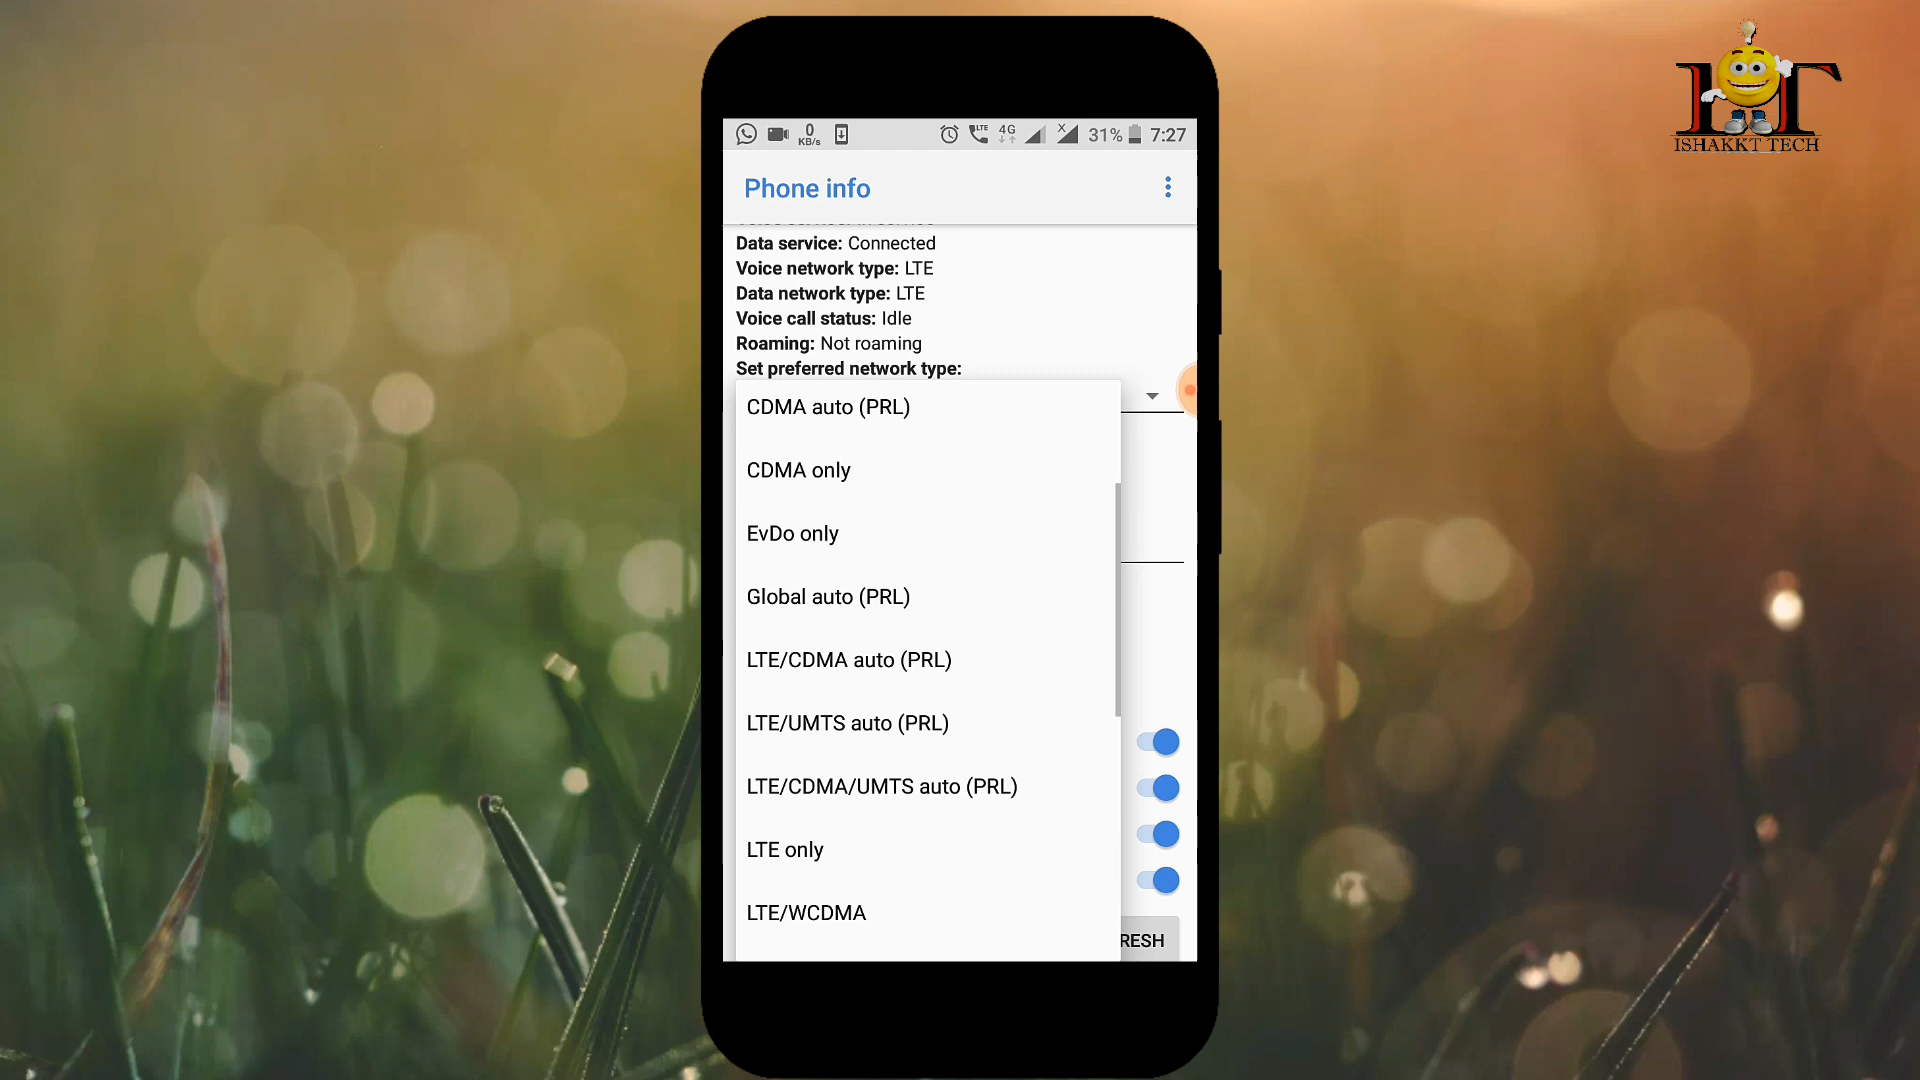 ISHAKKT TECH
0 KB/s
LTE 4G X 31% 7:27
Phone info
Data service: Connected
Voice network type: LTE
Data network type: LTE
Voice call status: Idle
Roaming: Not roaming
Set preferred network type:
CDMA auto (PRL)
CDMA only
EvDo only
Global auto (PRL)
LTE/CDMA auto (PRL)
LTE/UMTS auto (PRL)
LTE/CDMA/UMTS auto (PRL)
LTE only
LTE/WCDMA
RESH